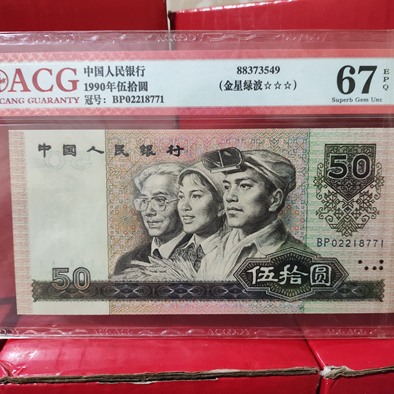 ACG
CANG GUARANTY
中国人民银行
1990年伍拾圆
冠号: BP02218771
88373549
(金星绿波☆☆☆)
67 EPQ
Superb Gem Unc
中国人民银行
50
BP02218771
50
伍拾圆